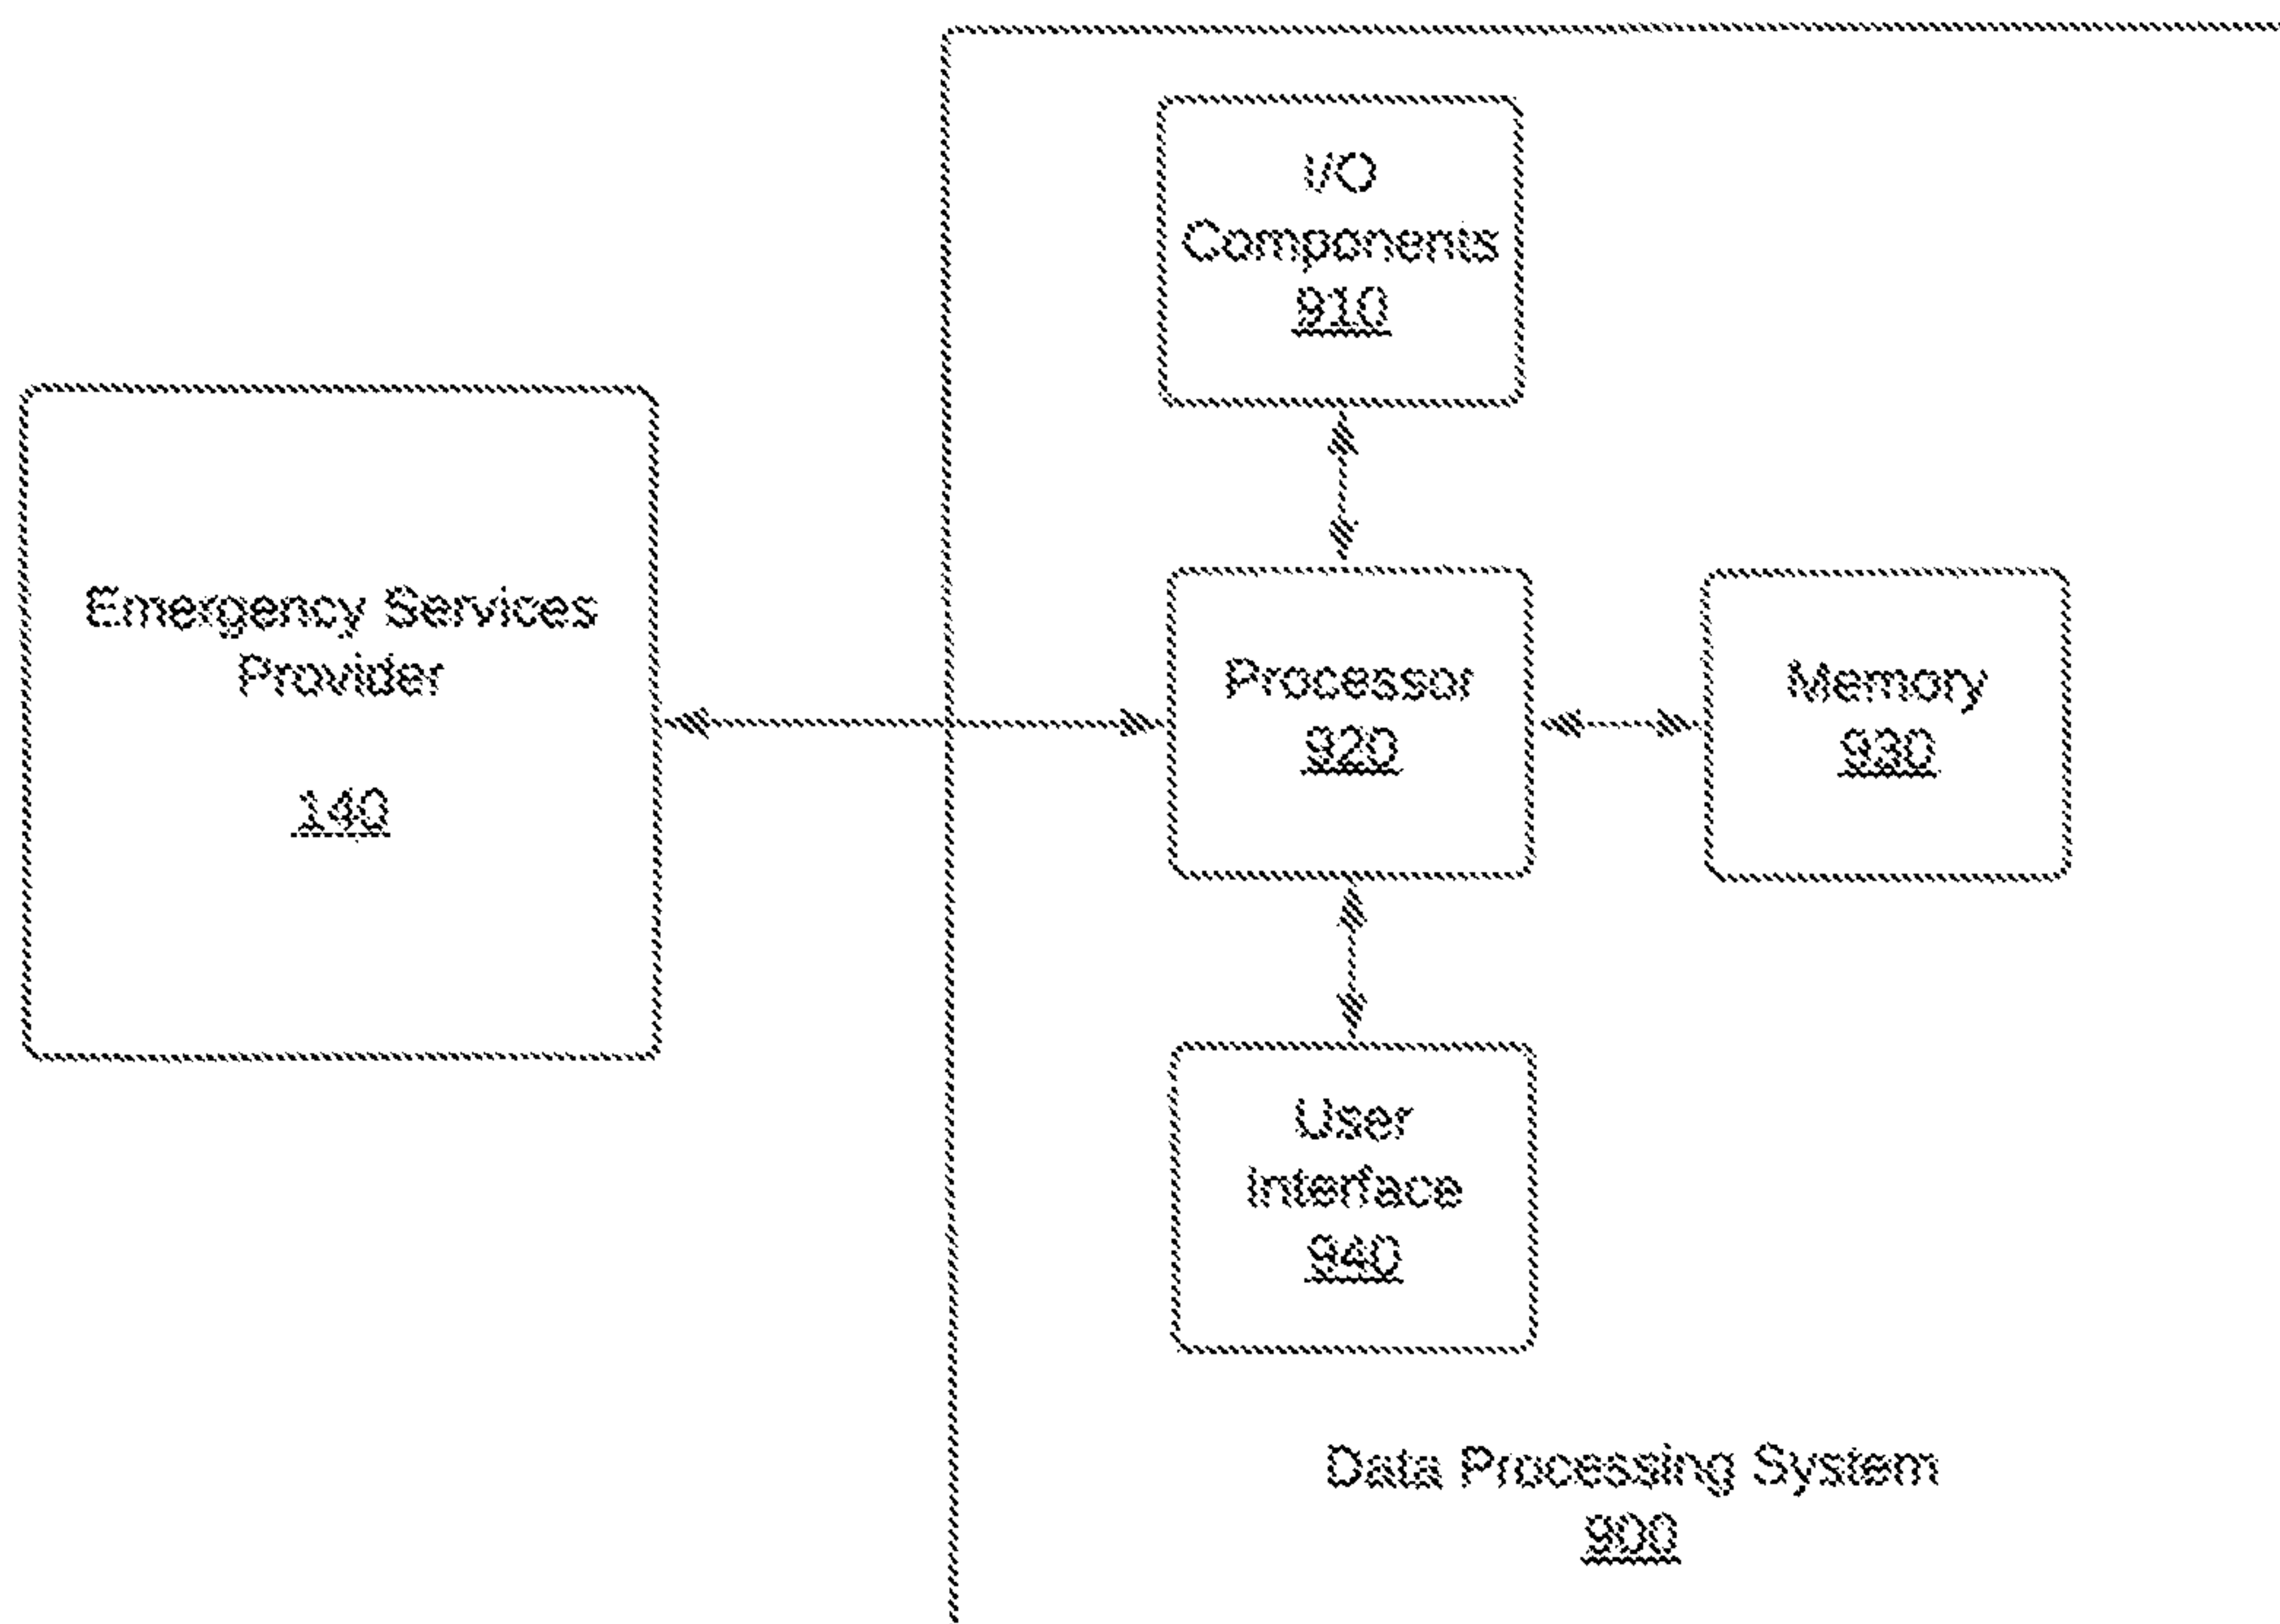 I/O
Components
910
Emergency Services
Provider
140
Processor
920
Memory
930
User
Interface
940
Data Processing System
900